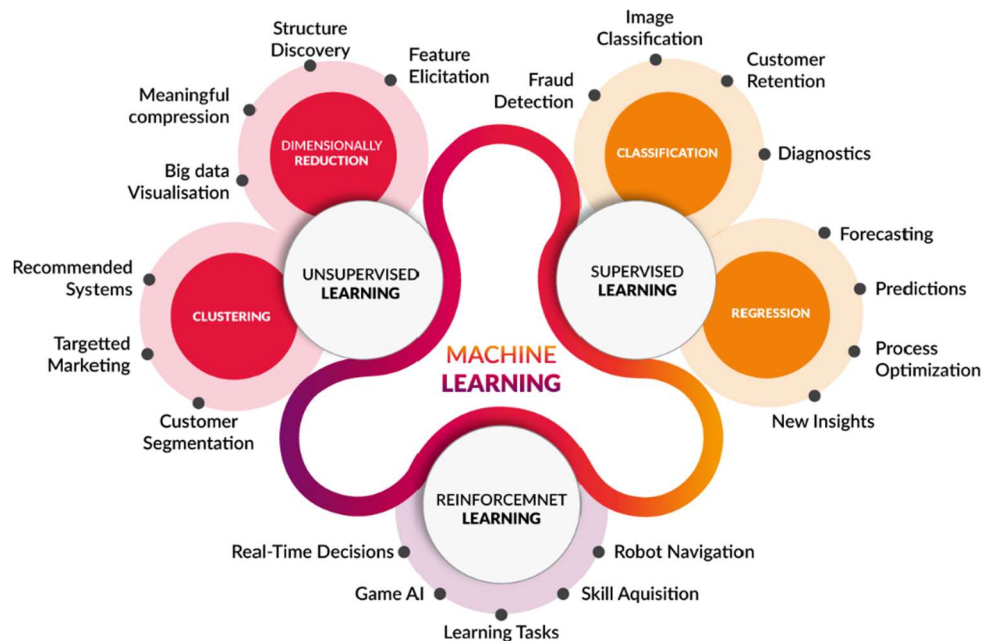 Structure
Discovery
Feature
Elicitation
Meaningful
compression
DIMENSIONALLY
REDUCTION
Big data
Visualisation
Recommended
Systems
CLUSTERING
Targetted
Marketing
Customer
Segmentation
UNSUPERVISED
LEARNING
Image
Classification
Customer
Retention
Fraud
Detection
CLASSIFICATION
Diagnostics
SUPERVISED
LEARNING
Forecasting
Predictions
REGRESSION
Process
Optimization
New Insights
MACHINE
LEARNING
REINFORCEMNET
LEARNING
Real-Time Decisions
Robot Navigation
Game AI
Skill Aquisition
Learning Tasks